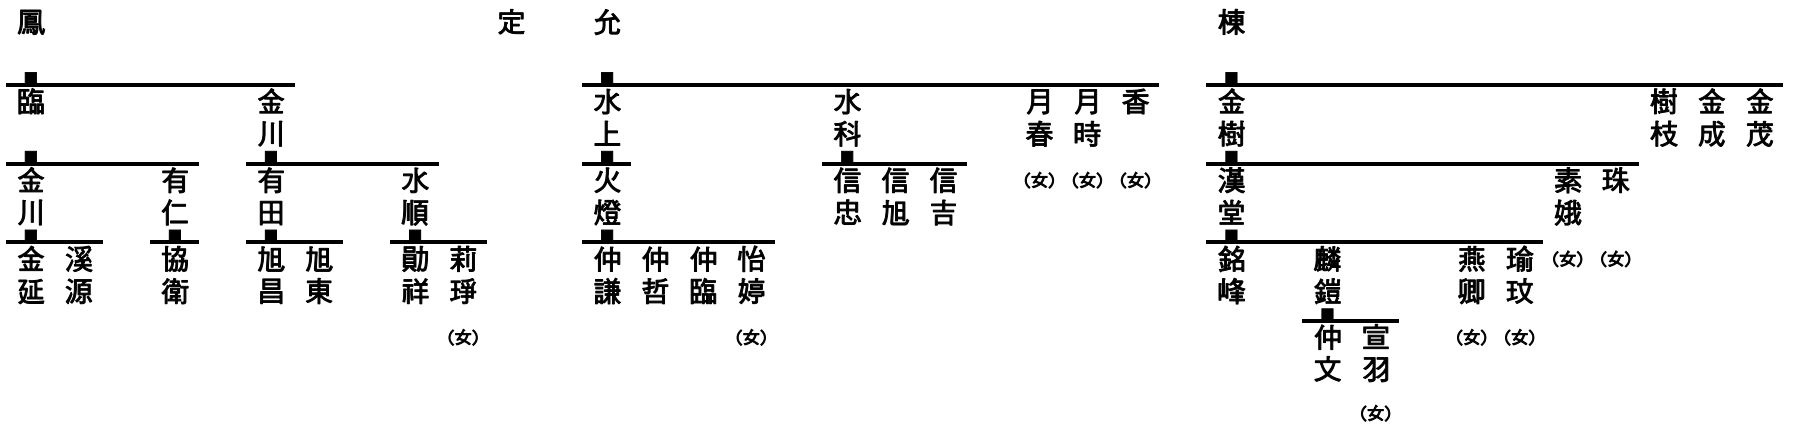 鳳 定 允 棟
臨 金川 水上 水科 月春（女） 月時（女） 香（女） 金樹 樹枝 金成 金茂
金川 有仁 有田 水順 火燈 信忠 信旭 信吉 漢堂 素娥（女） 珠（女）
金延 溪源 協衛 旭昌 旭東 勛祥 莉琤（女） 仲謙 仲哲 仲臨 怡婷（女） 銘峰 麟鎧 燕卿（女） 瑜玟（女）
仲文 宣羽（女）